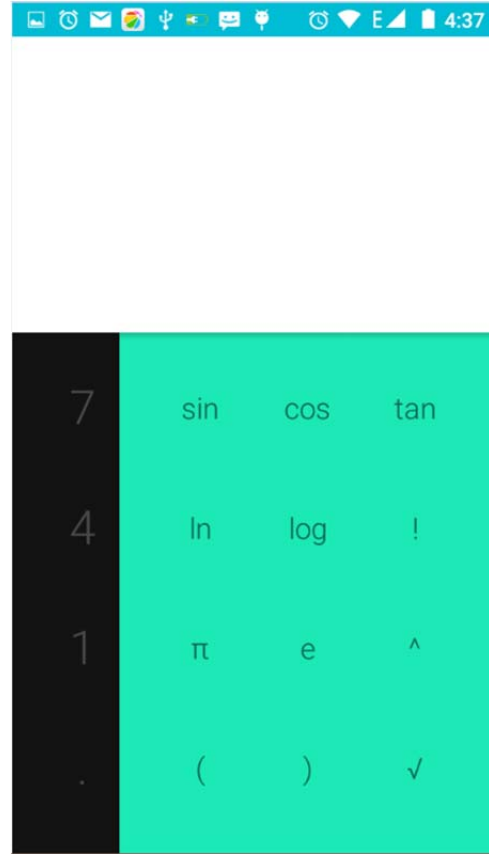 E 4:37
7 sin cos tan
4 ln log !
1 π e ^
. ( ) √